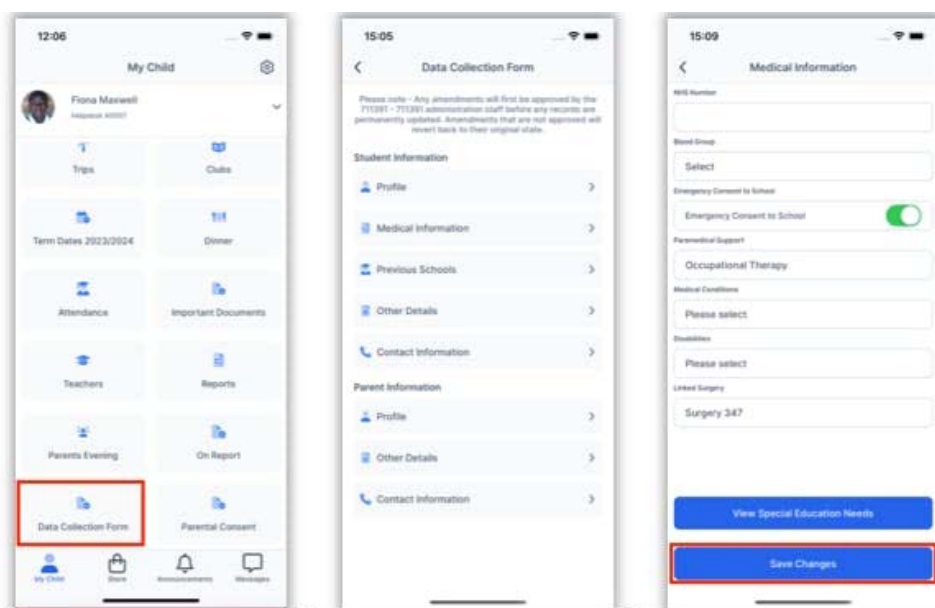 12:06
My Child
Fiona Maxwell
Helpdesk A0001
Trips
Clubs
Term Dates 2023/2024
Dinner
Attendance
Important Documents
Teachers
Reports
Parents Evening
On Report
Data Collection Form
Parental Consent
My Child
Store
Announcements
Messages
15:05
Data Collection Form
Please note - Any amendments will first be approved by the
711391 - 711391 administration staff before any records are
permanently updated. Amendments that are not approved will
revert back to their original state.
Student Information
Profile
Medical Information
Previous Schools
Other Details
Contact Information
Parent Information
Profile
Other Details
Contact Information
15:09
Medical Information
NHS Number
Blood Group
Select
Emergency Consent to School
Emergency Consent to School
Paramedical Support
Occupational Therapy
Medical Conditions
Please select
Disabilities
Please select
Linked Surgery
Surgery 347
View Special Education Needs
Save Changes